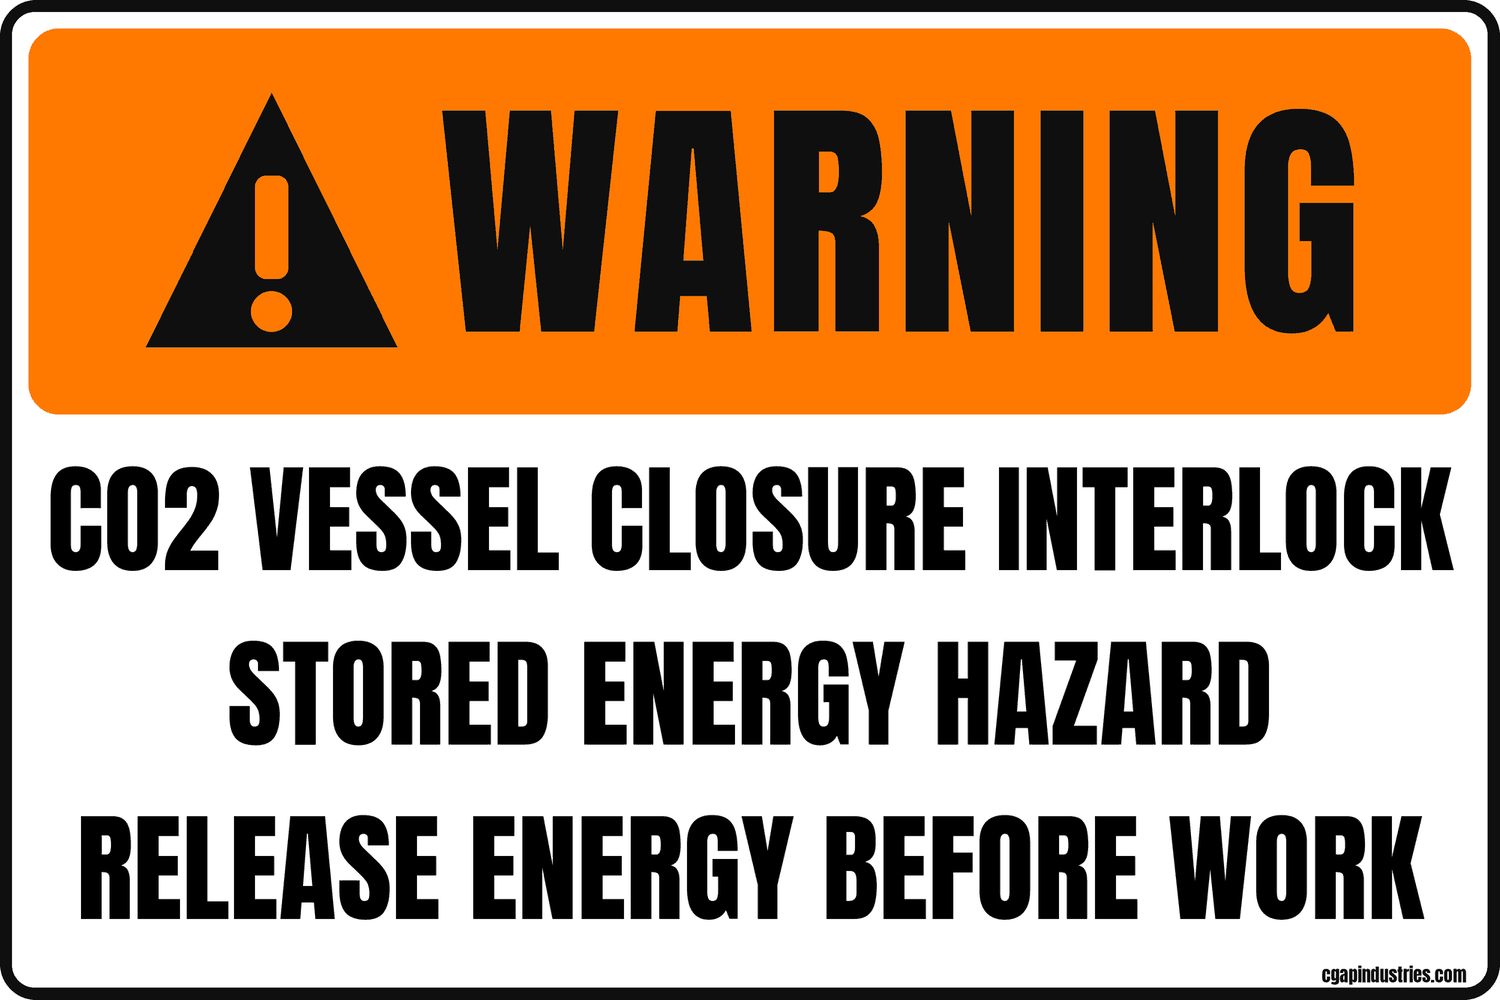 WARNING
CO2 VESSEL CLOSURE INTERLOCK
STORED ENERGY HAZARD
RELEASE ENERGY BEFORE WORK
cgapindustries.com